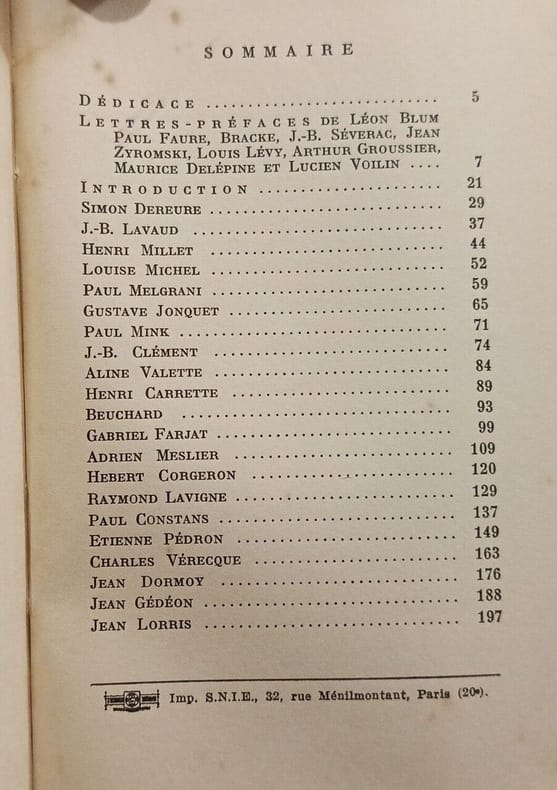 SOMMAIRE
DÉDICACE ........................... 5
LETTRES-PRÉFACES DE LÉON BLUM
PAUL FAURE, BRACKE, J.-B. SÉVERAC, JEAN
ZYROMSKI, LOUIS LÉVY, ARTHUR GROUSSIER,
MAURICE DELÉPINE ET LUCIEN VOILIN .... 7
INTRODUCTION ..................... 21
SIMON DEREURE ........................... 29
J.-B. LAVAUD ............................. 37
HENRI MILLET ........................... 44
LOUISE MICHEL ........................... 52
PAUL MELGRANI ........................... 59
GUSTAVE JONQUET ......................... 65
PAUL MINK ............................... 71
J.-B. CLÉMENT ........................... 74
ALINE VALETTE ........................... 84
HENRI CARRETTE ......................... 89
BEUCHARD ............................... 93
GABRIEL FARJAT ......................... 99
ADRIEN MESLIER ......................... 109
HEBERT CORGERON ....................... 120
RAYMOND LAVIGNE ....................... 129
PAUL CONSTANS ......................... 137
ETIENNE PÉDRON ......................... 149
CHARLES VÉRECQUE ....................... 163
JEAN DORMOY ........................... 176
JEAN GÉDÉON ........................... 188
JEAN LORRIS ........................... 197
Imp. S.N.I.E., 32, rue Ménilmontant, Paris (20e).